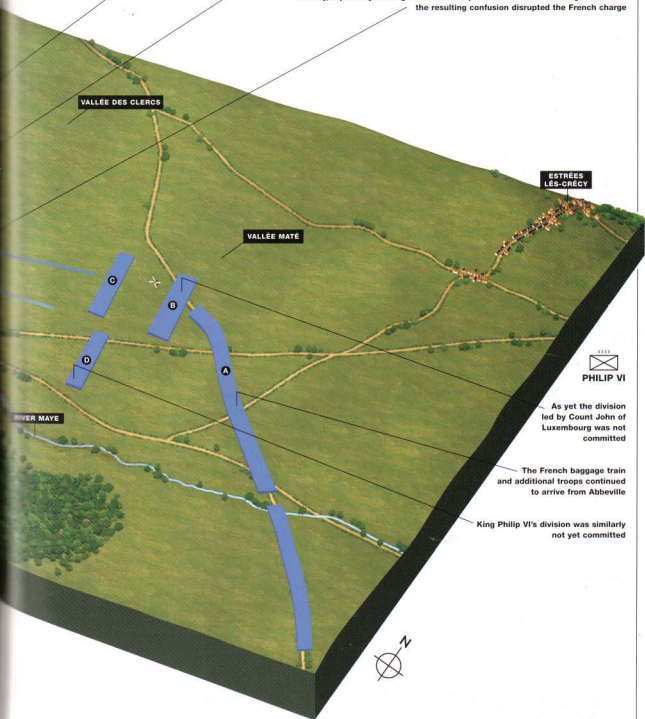 the resulting confusion disrupted the French charge
VALLÉE DES CLERCS
ESTRÉES
LÈS-CRÉCY
VALLÉE MATÉ
C
B
D
A
XXXX
PHILIP VI
RIVER MAYE
As yet the division
led by Count John of
Luxembourg was not
committed
The French baggage train
and additional troops continued
to arrive from Abbeville
King Philip VI's division was similarly
not yet committed
N